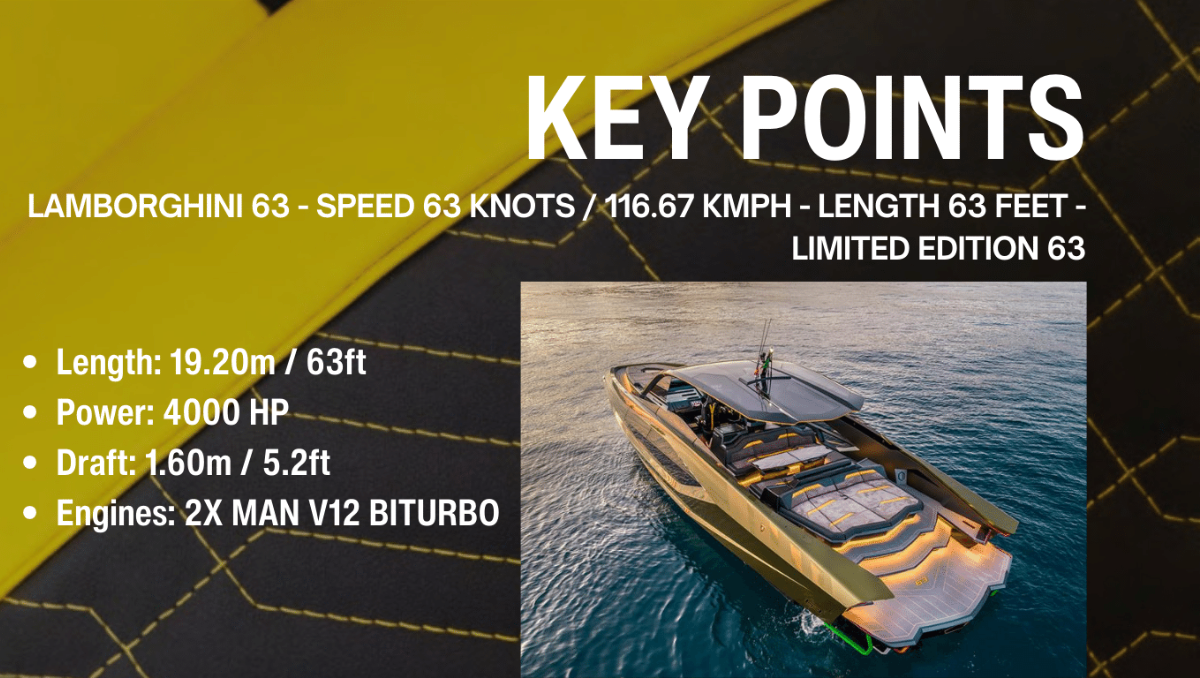 KEY POINTS
LAMBORGHINI 63 - SPEED 63 KNOTS / 116.67 KMPH - LENGTH 63 FEET -
LIMITED EDITION 63
• Length: 19.20m / 63ft
• Power: 4000 HP
• Draft: 1.60m / 5.2ft
• Engines: 2X MAN V12 BITURBO